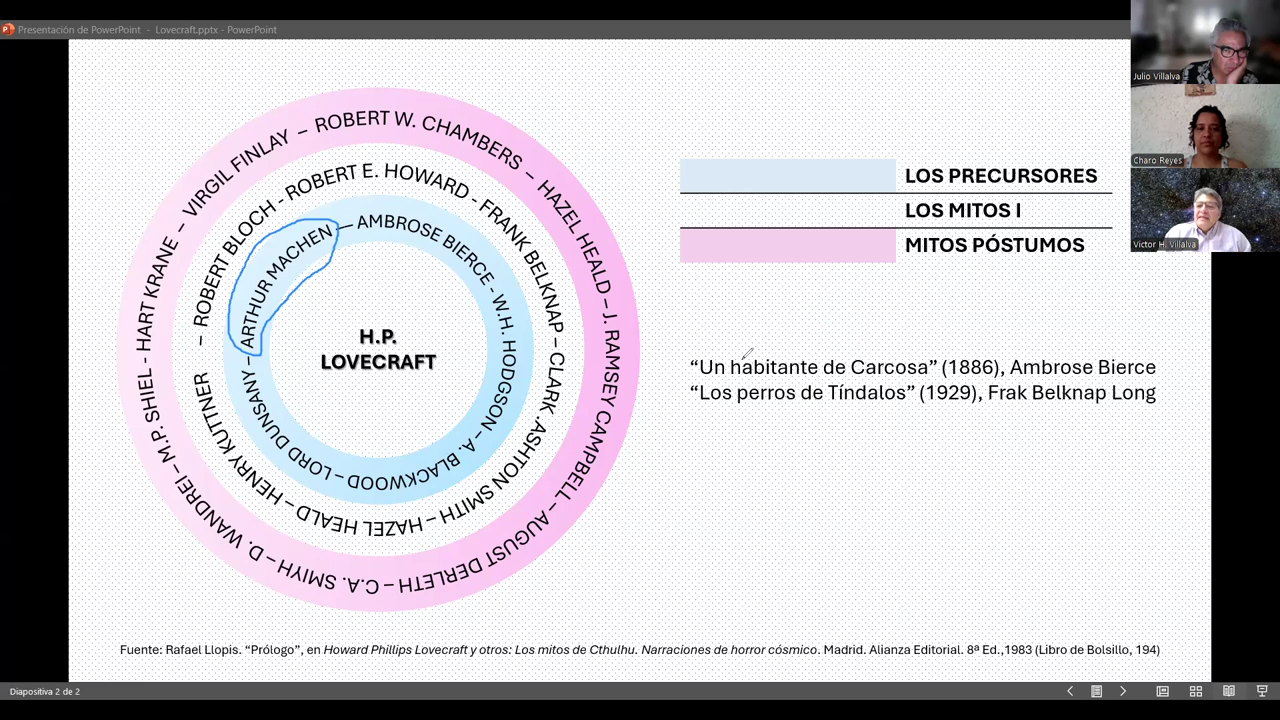 Presentación de PowerPoint - Lovecraft.pptx - PowerPoint
Julio Villalva
Charo Reyes
Victor H. Villalva
– ROBERT W. CHAMBERS – HAZEL HEALD – J. RAMSEY CAMPBELL – AUGUST DERLETH – C.A. SMIYH – D. WANDREI – M.P. SHIEL - HART KRANE – VIRGIL FINLAY
– ROBERT BLOCH - ROBERT E. HOWARD - FRANK BELKNAP – CLARK ASHTON SMITH – HAZEL HEALD – HENRY KUTTNER
– ARTHUR MACHEN – AMBROSE BIERCE - W.H. HODGSON – A. BLACKWOOD – LORD DUNSANY
H.P.
LOVECRAFT
LOS PRECURSORES
LOS MITOS I
MITOS PÓSTUMOS
“Un habitante de Carcosa” (1886), Ambrose Bierce
“Los perros de Tíndalos” (1929), Frak Belknap Long
Fuente: Rafael Llopis. “Prólogo”, en Howard Phillips Lovecraft y otros: Los mitos de Cthulhu. Narraciones de horror cósmico. Madrid. Alianza Editorial. 8ª Ed.,1983 (Libro de Bolsillo, 194)
Diapositiva 2 de 2